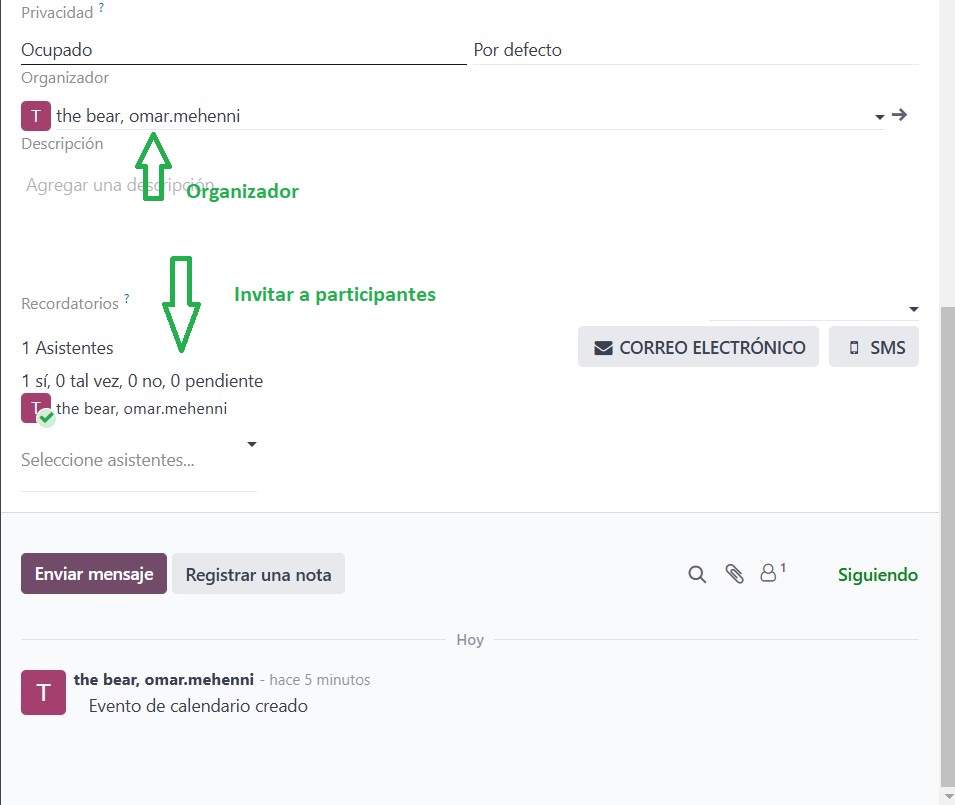 Privacidad ?
Ocupado Por defecto
Organizador
T the bear, omar.mehenni
Descripción
Agregar una descripción...
Organizador
Invitar a participantes
Recordatorios ?
1 Asistentes
CORREO ELECTRÓNICO SMS
1 sí, 0 tal vez, 0 no, 0 pendiente
T the bear, omar.mehenni
Seleccione asistentes...
Enviar mensaje Registrar una nota 1 Siguiendo
Hoy
T the bear, omar.mehenni - hace 5 minutos
Evento de calendario creado